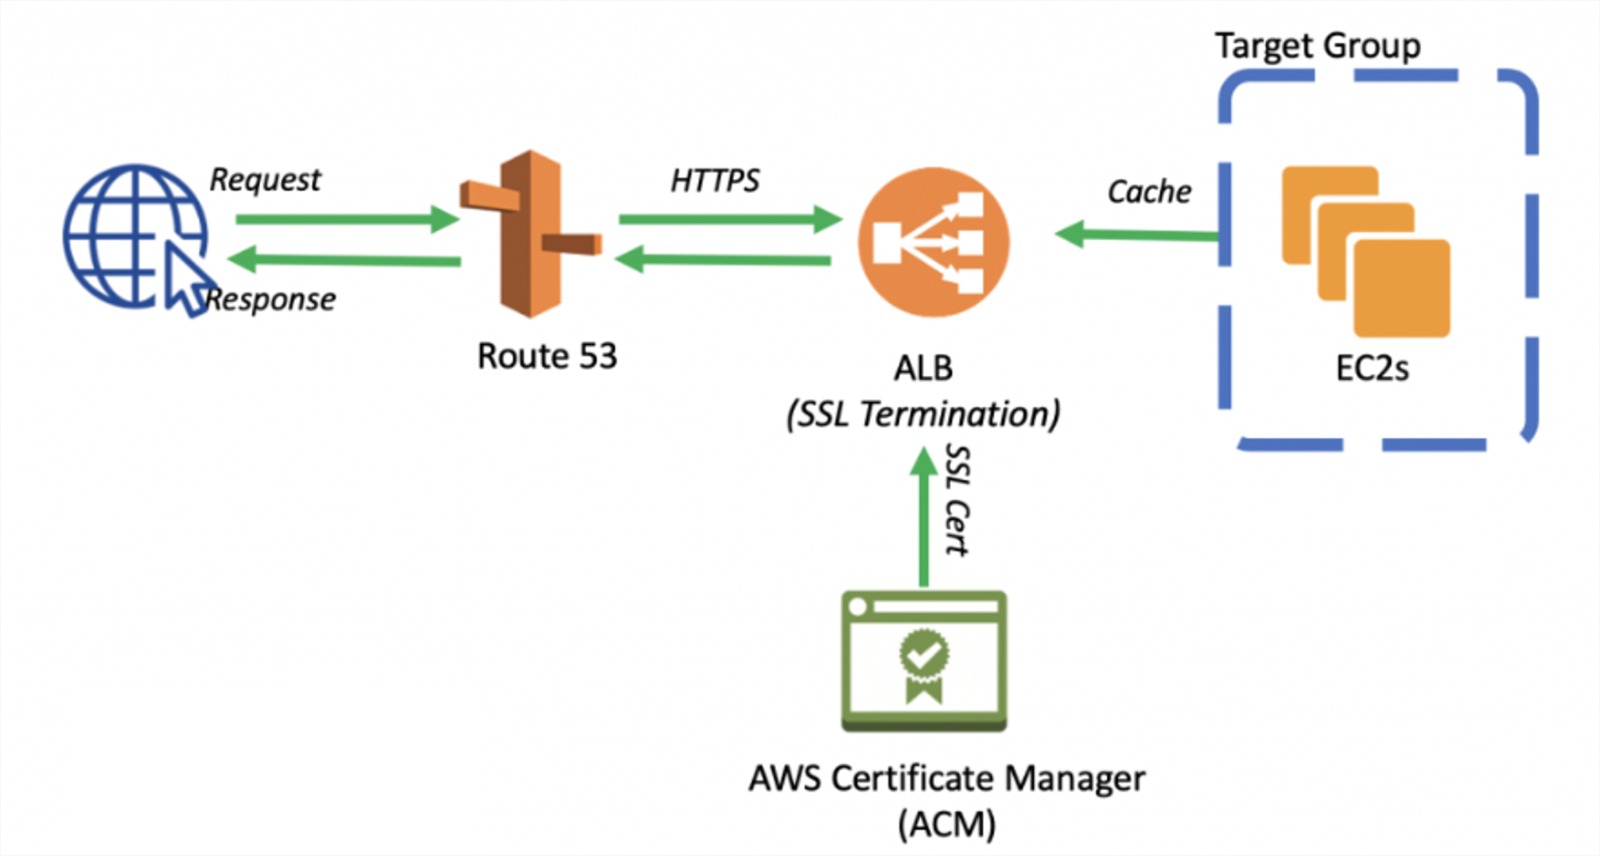 Target Group
Request
HTTPS
Cache
Response
Route 53
ALB
(SSL Termination)
EC2s
SSL Cert
AWS Certificate Manager
(ACM)